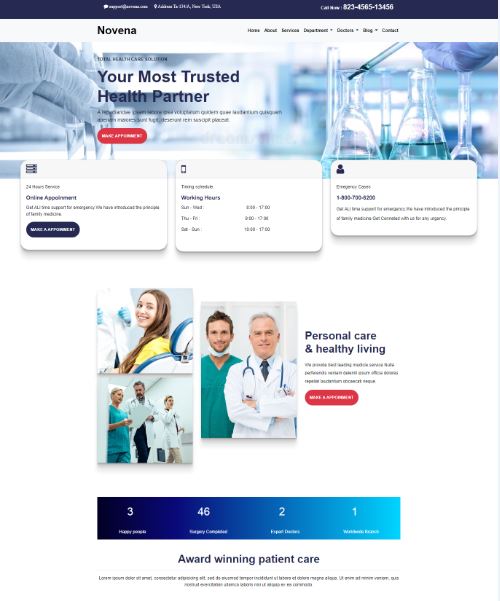 support@novena.com Address Ta-134/A, New York, USA
Call Now : 823-4565-13456
Novena
Home About Services Department Doctors Blog Contact
TOTAL HEALTH CARE SOLUTION
Your Most Trusted
Health Partner
A repudiandae ipsam labore ipsa voluptatum quidem quae laudantium quisquam
aperiam maiores sunt fugit, deserunt rem suscipit placeat.
MAKE APPOINMENT
24 Hours Service
Online Appoinment
Get ALl time support for emergency.We have introduced the principle
of family medicine.
MAKE A APPOINMENT
Timing schedule
Working Hours
Sun - Wed : 8:00 - 17:00
Thu - Fri : 9:00 - 17:00
Sat - Sun : 10:00 - 17:00
Emegency Cases
1-800-700-6200
Get ALl time support for emergency.We have introduced the principle
of family medicine.Get Conneted with us for any urgency.
Personal care
& healthy living
We provide best leading medicle service Nulla
perferendis veniam deleniti ipsum officia dolores
repellat laudantium obcaecati neque.
MAKE A APPOINMENT
3 46 2 1
Happy people Surgery Comepleted Expert Doctors Worldwide Branch
Award winning patient care
Lorem ipsum dolor sit amet, consectetur adipisicing elit, sed do eiusmod tempor incididunt ut labore et dolore magna aliqua. Ut enim ad minim veniam, quis
nostrud exercitation ullamco laboris nisi ut aliquip ex ea commodo